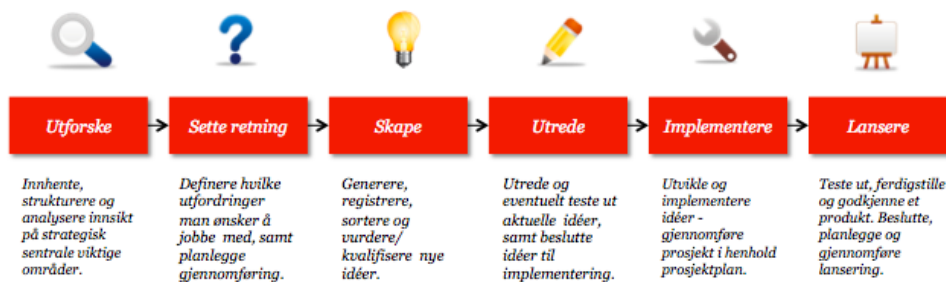 Utforske
Sette retning
Skape
Utrede
Implementere
Lansere
Innhente,
strukturere og
analysere innsikt
på strategisk
sentrale viktige
områder.
Definere hvilke
utfordringer
man ønsker å
jobbe med, samt
planlegge
gjennomføring.
Generere,
registrere,
sortere og
vurdere/
kvalifisere nye
idéer.
Utrede og
eventuelt teste ut
aktuelle idéer,
samt beslutte
idéer til
implementering.
Utvikle og
implementere
idéer -
gjennomføre
prosjekt i henhold
prosjektplan.
Teste ut, ferdigstille
og godkjenne et
produkt. Beslutte,
planlegge og
gjennomføre
lansering.